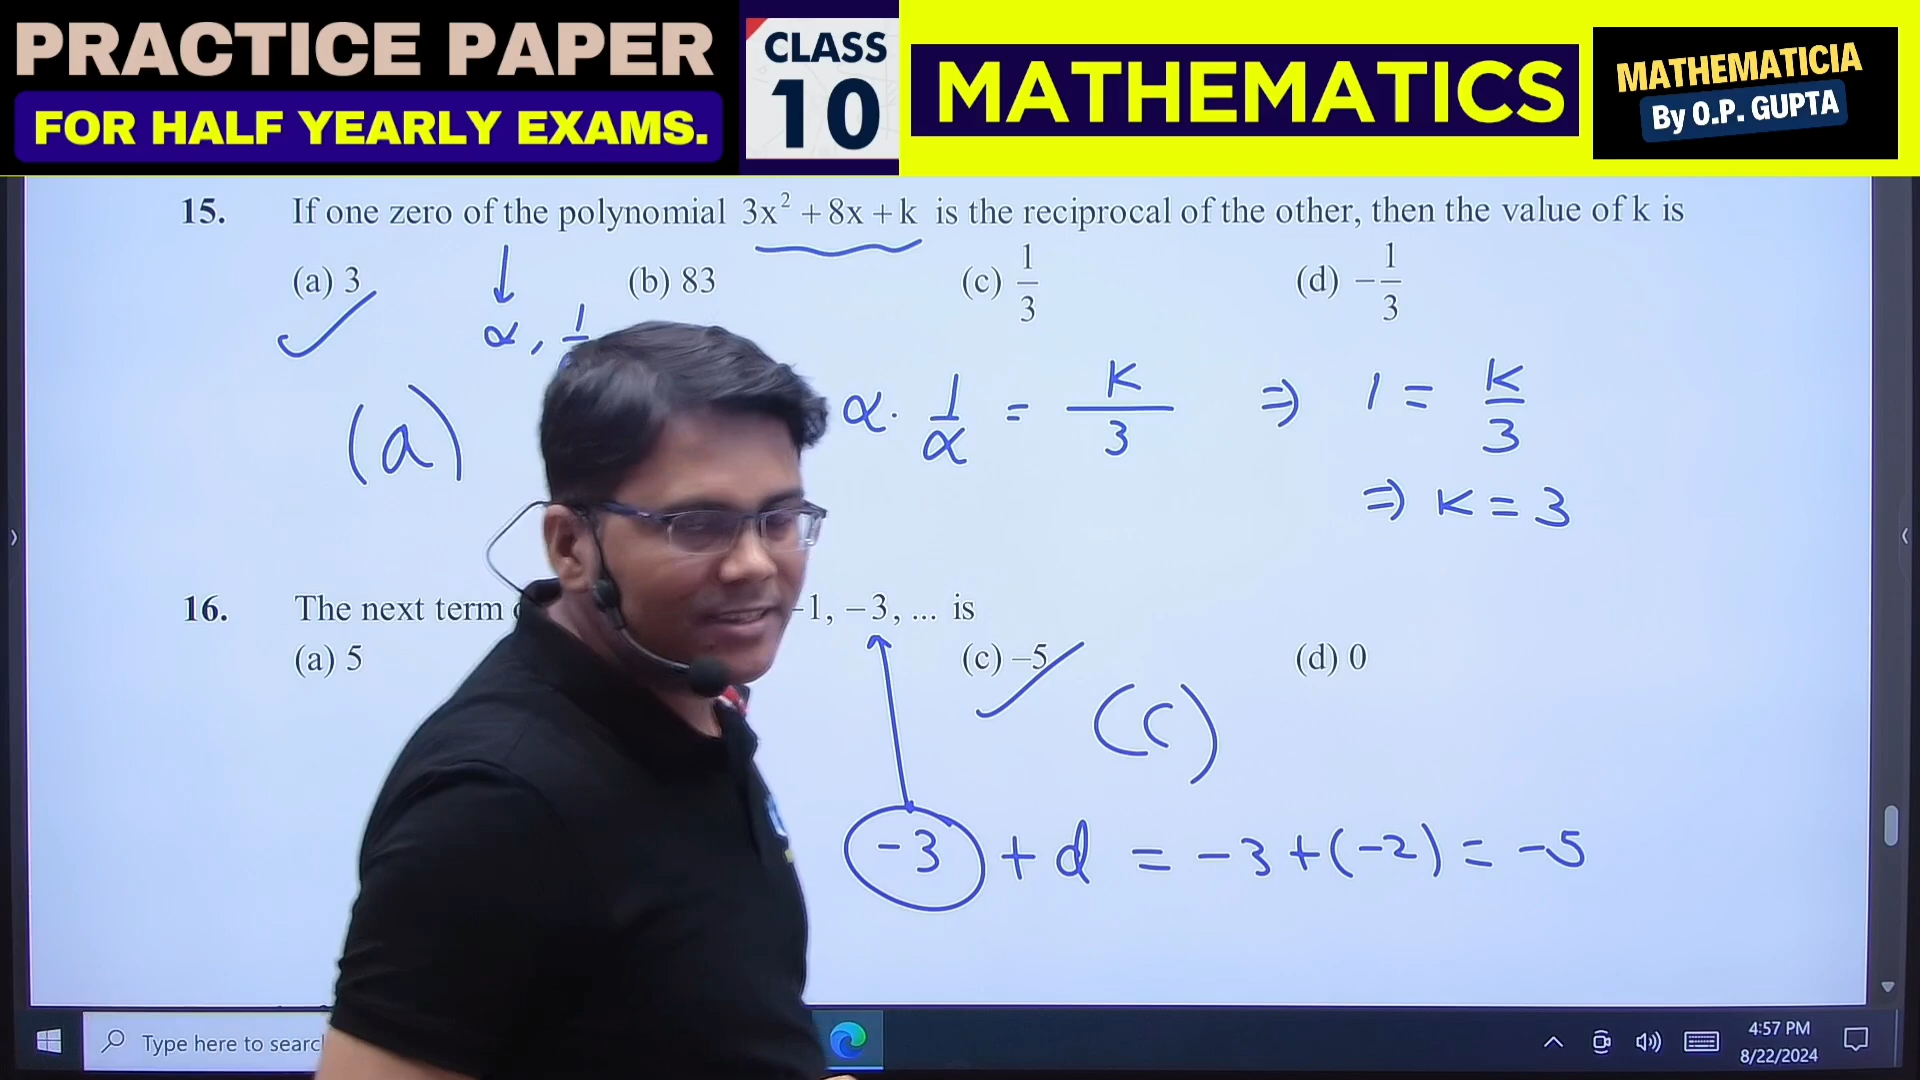 PRACTICE PAPER
FOR HALF YEARLY EXAMS.
CLASS
10
MATHEMATICS
MATHEMATICIA
By O.P. GUPTA
15. If one zero of the polynomial 3x² + 8x + k is the reciprocal of the other, then the value of k is
(a) 3 (b) 83 (c) 1/3 (d) −1/3
α, 1
(a)
α · 1/α = k/3 ⇒ 1 = k/3
⇒ k = 3
16. The next term −1, −3, ... is
(a) 5 (c) –5 (d) 0
(c)
-3 + d = -3 + (-2) = -5
Type here to searc
4:57 PM
8/22/2024